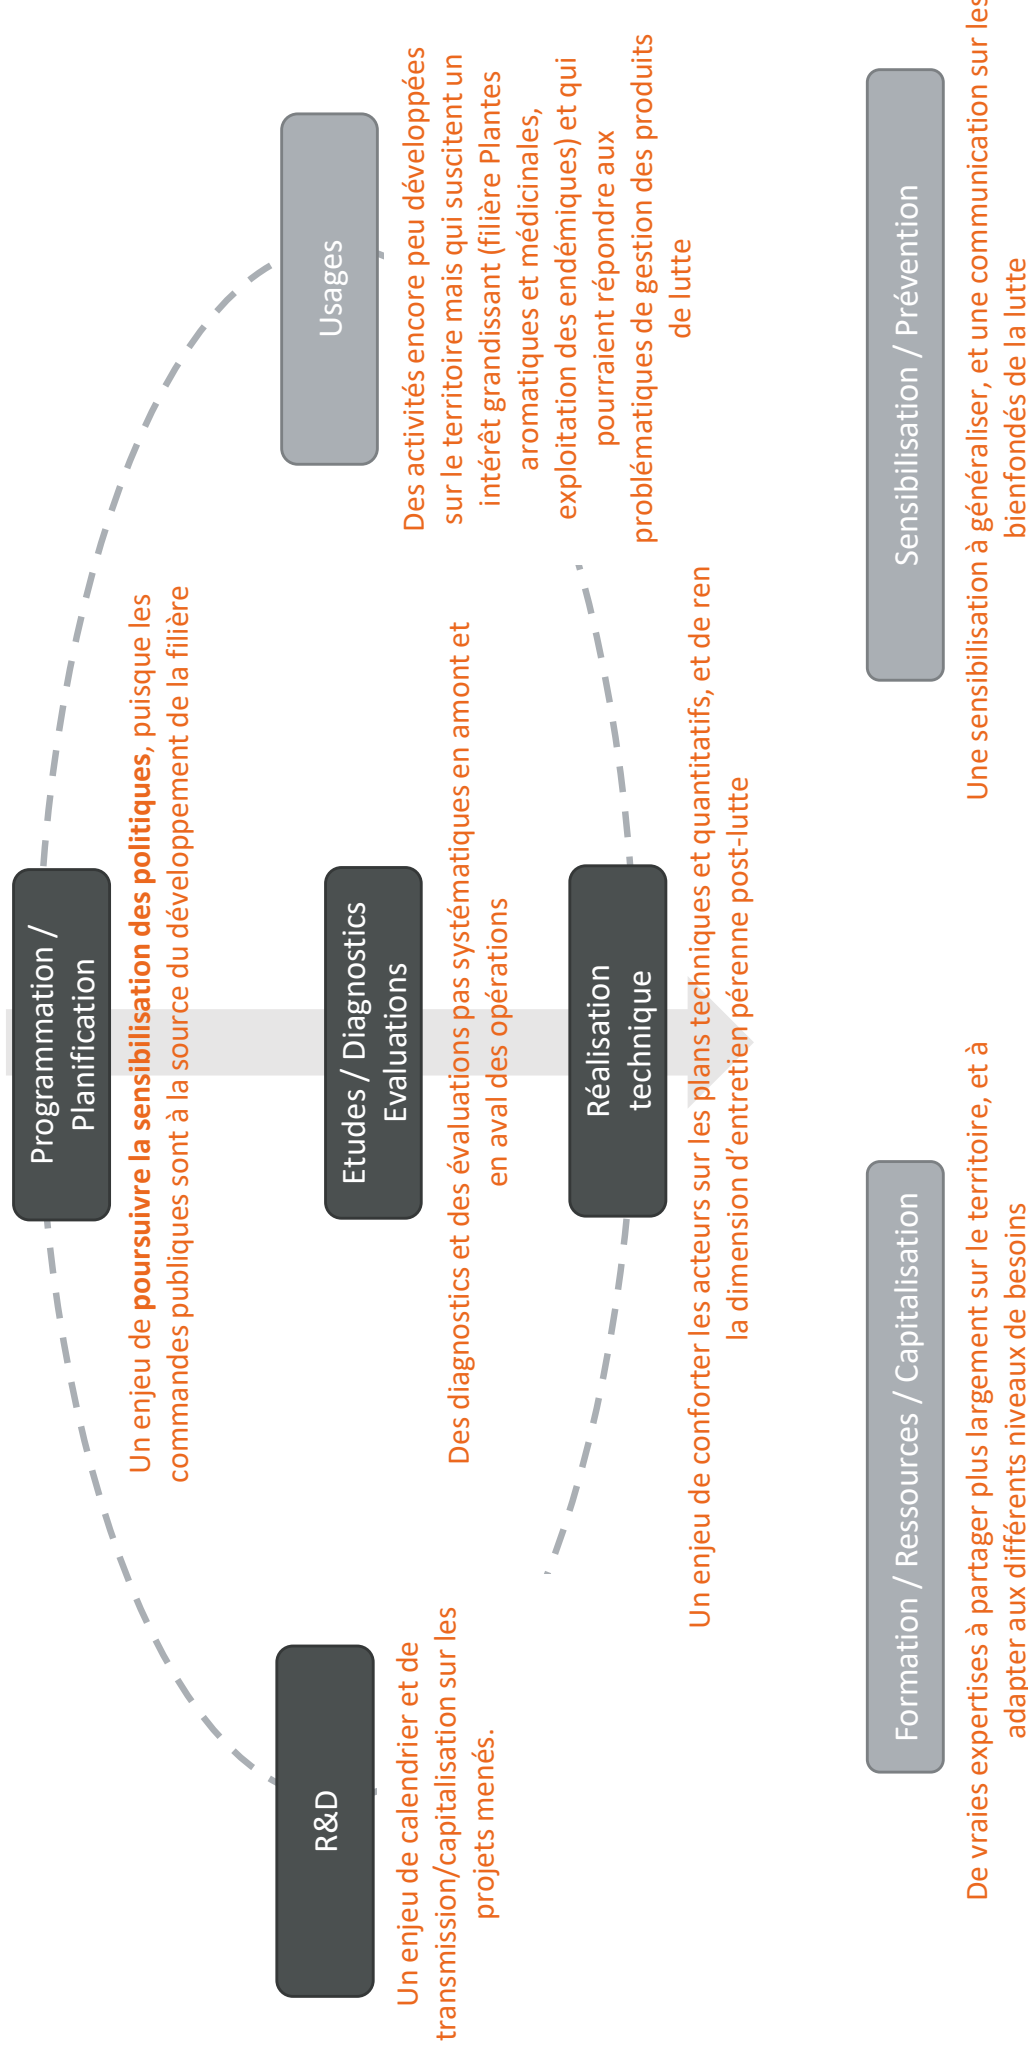 Programmation /
Planification
Un enjeu de poursuivre la sensibilisation des politiques, puisque les
commandes publiques sont à la source du développement de la filière
R&D
Un enjeu de calendrier et de
transmission/capitalisation sur les
projets menés.
Etudes / Diagnostics
Evaluations
Des diagnostics et des évaluations pas systématiques en amont et
en aval des opérations
Usages
Des activités encore peu développées
sur le territoire mais qui suscitent un
intérêt grandissant (filière Plantes
aromatiques et médicinales,
exploitation des endémiques) et qui
pourraient répondre aux
problématiques de gestion des produits
de lutte
Réalisation
technique
Un enjeu de conforter les acteurs sur les plans techniques et quantitatifs, et de ren
la dimension d'entretien pérenne post-lutte
Formation / Ressources / Capitalisation
De vraies expertises à partager plus largement sur le territoire, et à
adapter aux différents niveaux de besoins
Sensibilisation / Prévention
Une sensibilisation à généraliser, et une communication sur les
bienfondés de la lutte